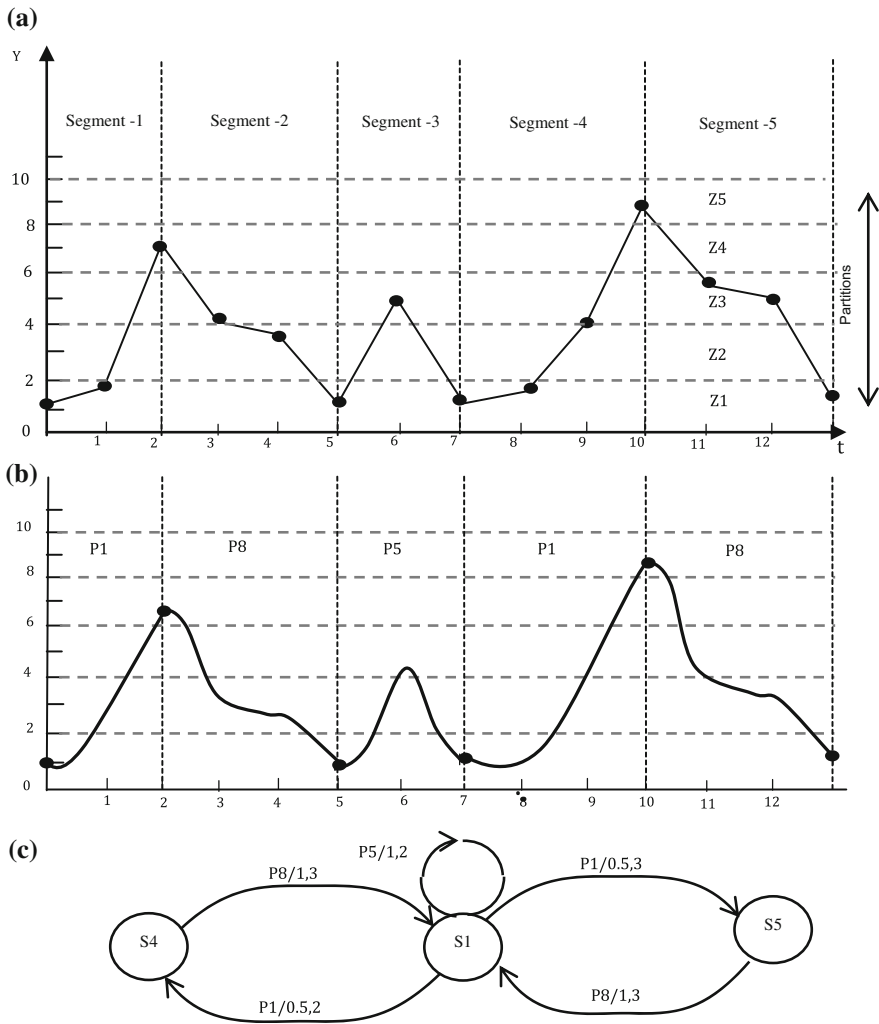 (a)
Y
Segment -1 Segment -2 Segment -3 Segment -4 Segment -5
10
Z5
8
Z4
6
Z3
4
Z2
2
Z1
0
Partitions
1 2 3 4 5 6 7 8 9 10 11 12 t
(b)
10
P1 P8 P5 P1 P8
8
6
4
2
0
1 2 3 4 5 6 7 8 9 10 11 12
(c)
P5/1,2
P8/1,3 P1/0.5,3
S4 S1 S5
P1/0.5,2 P8/1,3